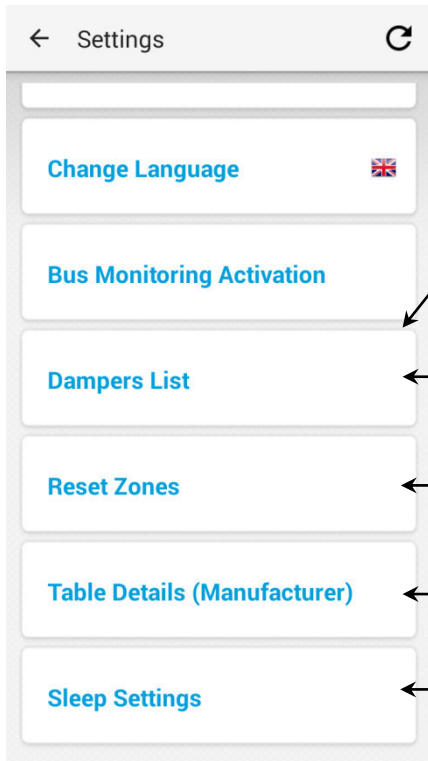 Settings
Change Language
Bus Monitoring Activation
Dampers List
Reset Zones
Table Details (Manufacturer)
Sleep Settings